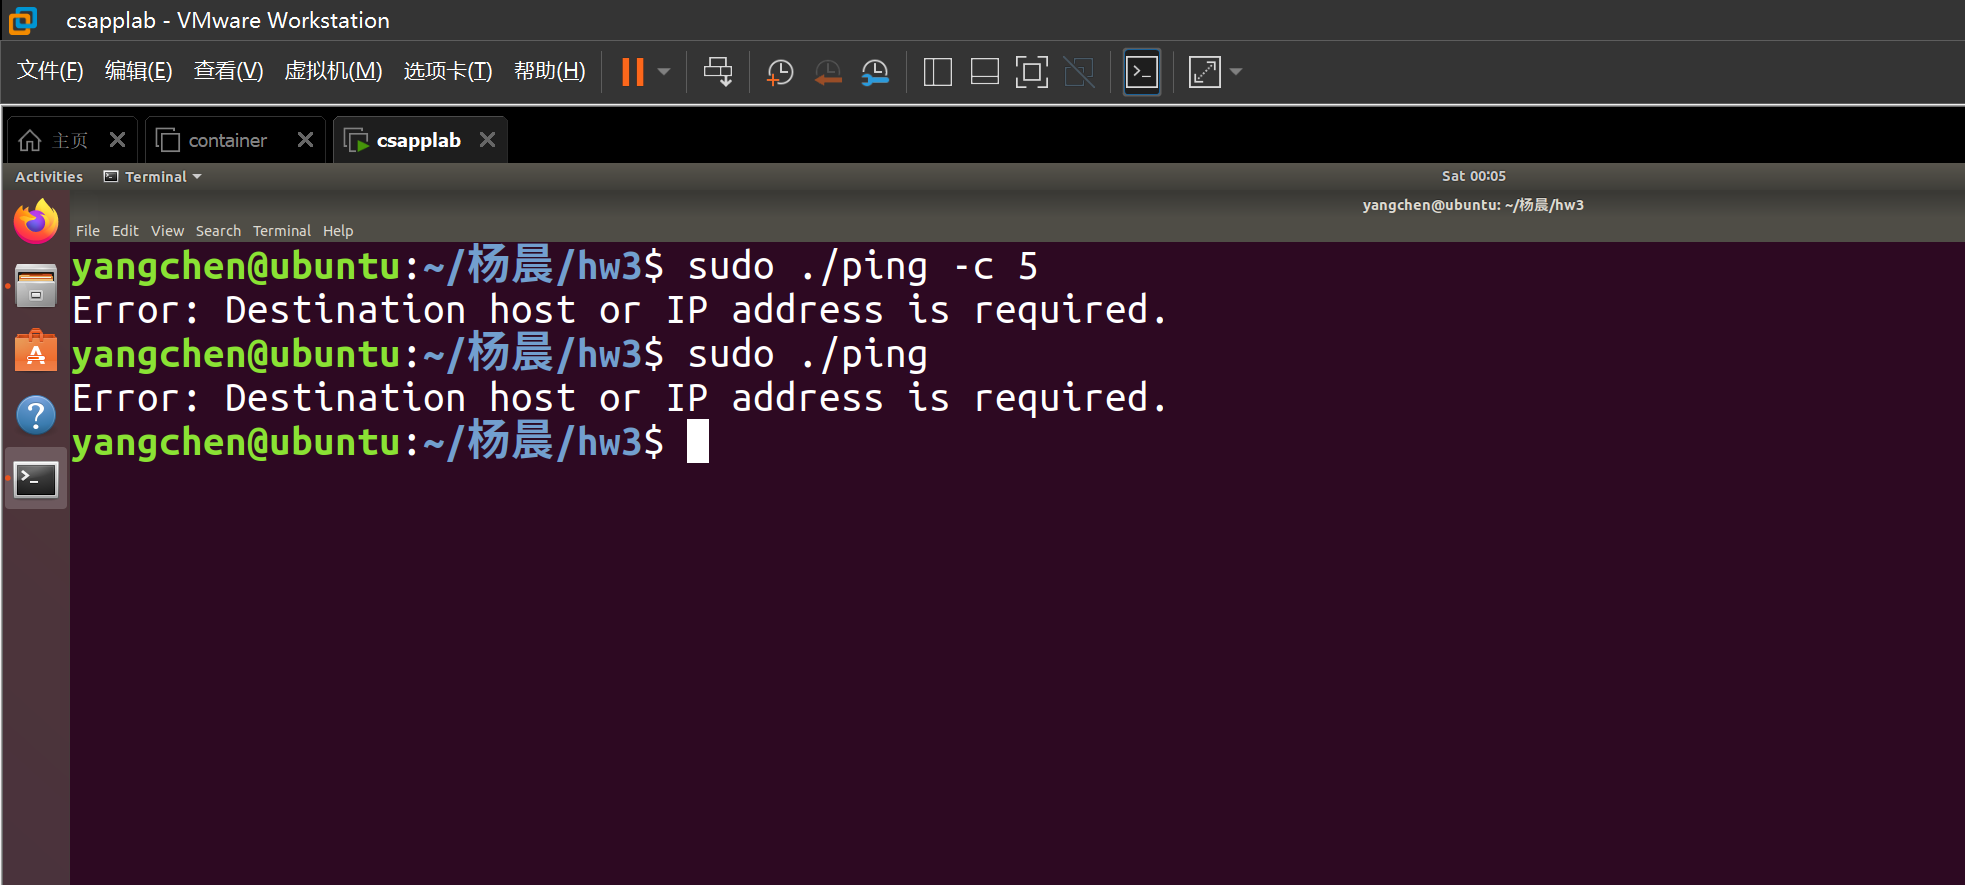 csapplab - VMware Workstation
文件(F) 编辑(E) 查看(V) 虚拟机(M) 选项卡(T) 帮助(H)
主页 container csapplab
Activities Terminal Sat 00:05
yangchen@ubuntu: ~/杨晨/hw3
File Edit View Search Terminal Help
yangchen@ubuntu:~/杨晨/hw3$ sudo ./ping -c 5
Error: Destination host or IP address is required.
yangchen@ubuntu:~/杨晨/hw3$ sudo ./ping
Error: Destination host or IP address is required.
yangchen@ubuntu:~/杨晨/hw3$